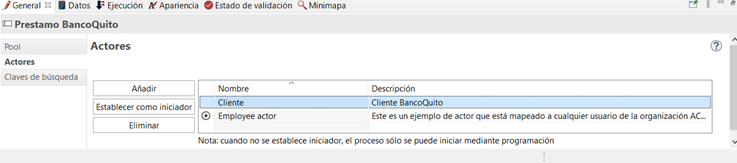 General Datos Ejecución Apariencia Estado de validación Minimapa
Prestamo BancoQuito
Pool
Actores
Claves de búsqueda
Actores
Añadir
Establecer como iniciador
Eliminar
Nombre Descripción
Cliente Cliente BancoQuito
Employee actor Este es un ejemplo de actor que está mapeado a cualquier usuario de la organización AC...
Nota: cuando no se establece iniciador, el proceso sólo se puede iniciar mediante programación